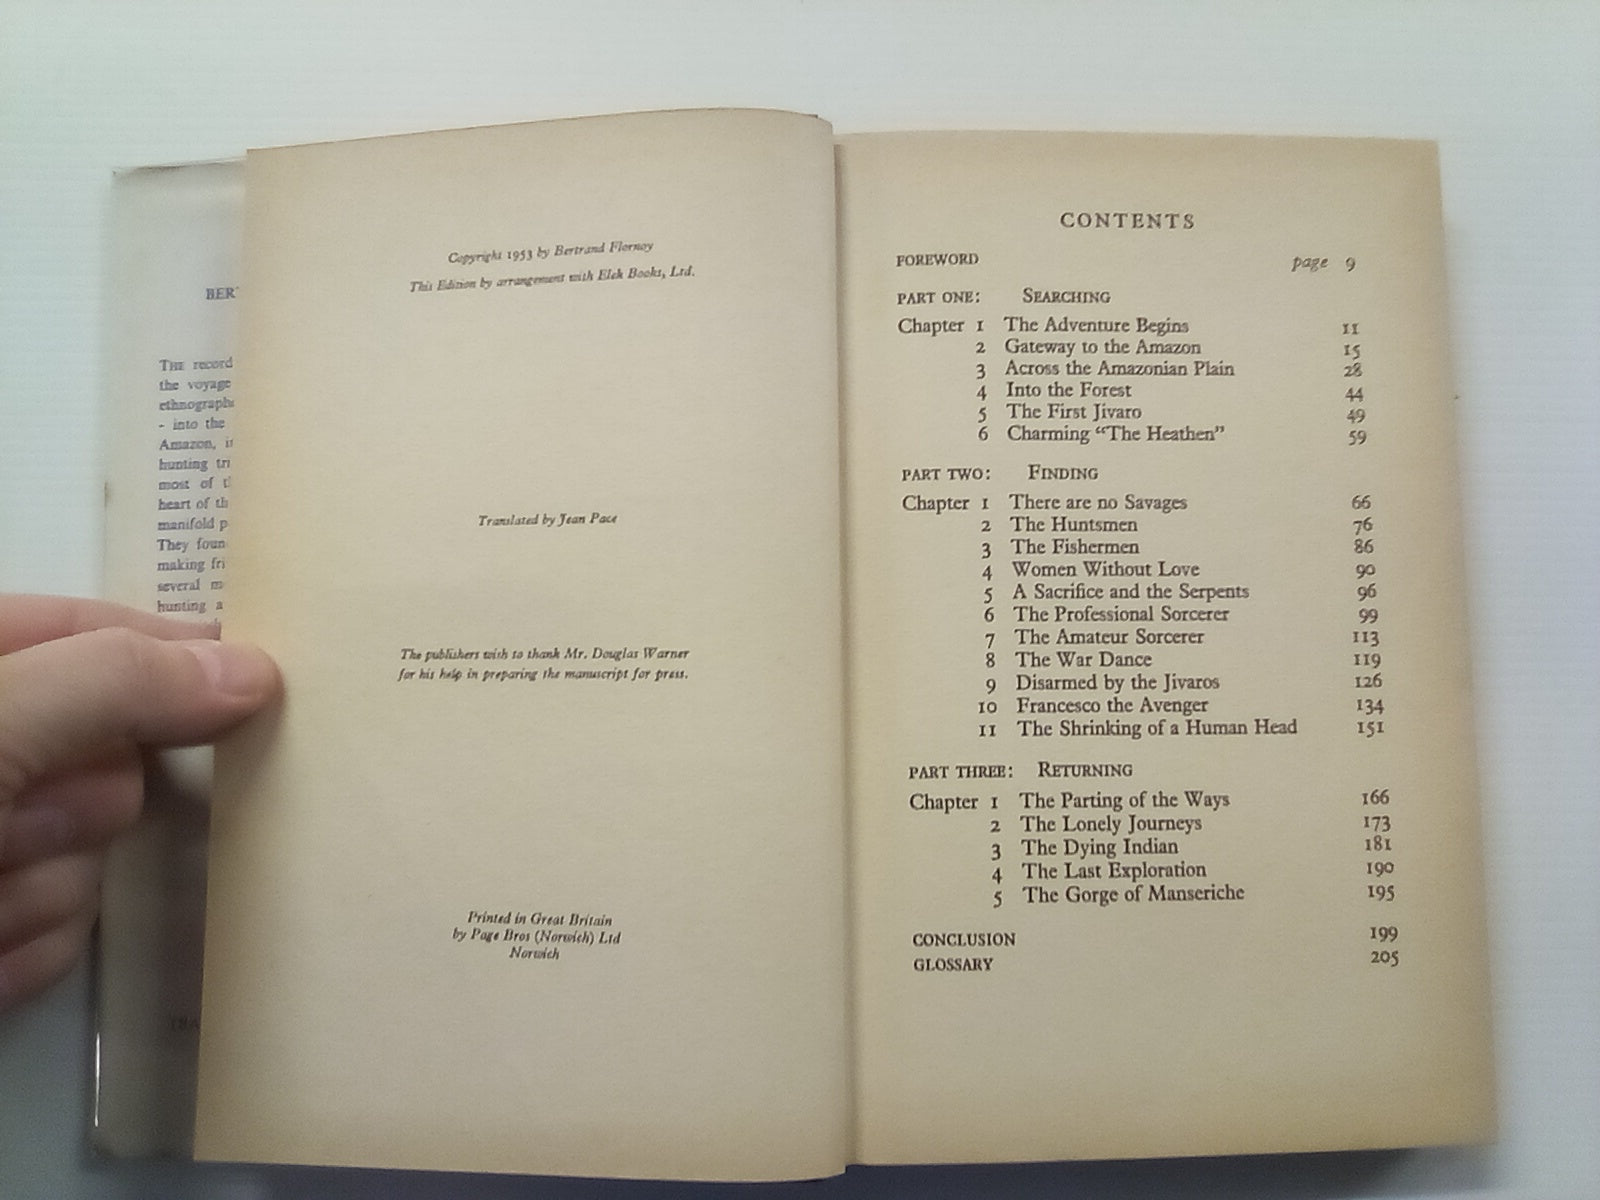 THE record
the voyage
- into the
hunting
heart of
They
making
several
hunting a
Copyright 1953 by Bertrand Flornoy
This Edition by arrangement with Elek Books, Ltd.
Translated by Jean Pace
The publishers wish to thank Mr. Douglas Warner
for his help in preparing the manuscript for press.
Printed in Great Britain
by Page Bros (Norwich) Ltd
Norwich
CONTENTS
FOREWORD page 9
PART ONE: SEARCHING
Chapter 1 The Adventure Begins 11
2 Gateway to the Amazon 15
3 Across the Amazonian Plain 28
4 Into the Forest 44
5 The First Jivaro 49
6 Charming “The Heathen” 59
PART TWO: FINDING
Chapter 1 There are no Savages 66
2 The Huntsmen 76
3 The Fishermen 86
4 Women Without Love 90
5 A Sacrifice and the Serpents 96
6 The Professional Sorcerer 99
7 The Amateur Sorcerer 113
8 The War Dance 119
9 Disarmed by the Jivaros 126
10 Francesco the Avenger 134
11 The Shrinking of a Human Head 151
PART THREE: RETURNING
Chapter 1 The Parting of the Ways 166
2 The Lonely Journeys 173
3 The Dying Indian 181
4 The Last Exploration 190
5 The Gorge of Manseriche 195
CONCLUSION 199
GLOSSARY 205